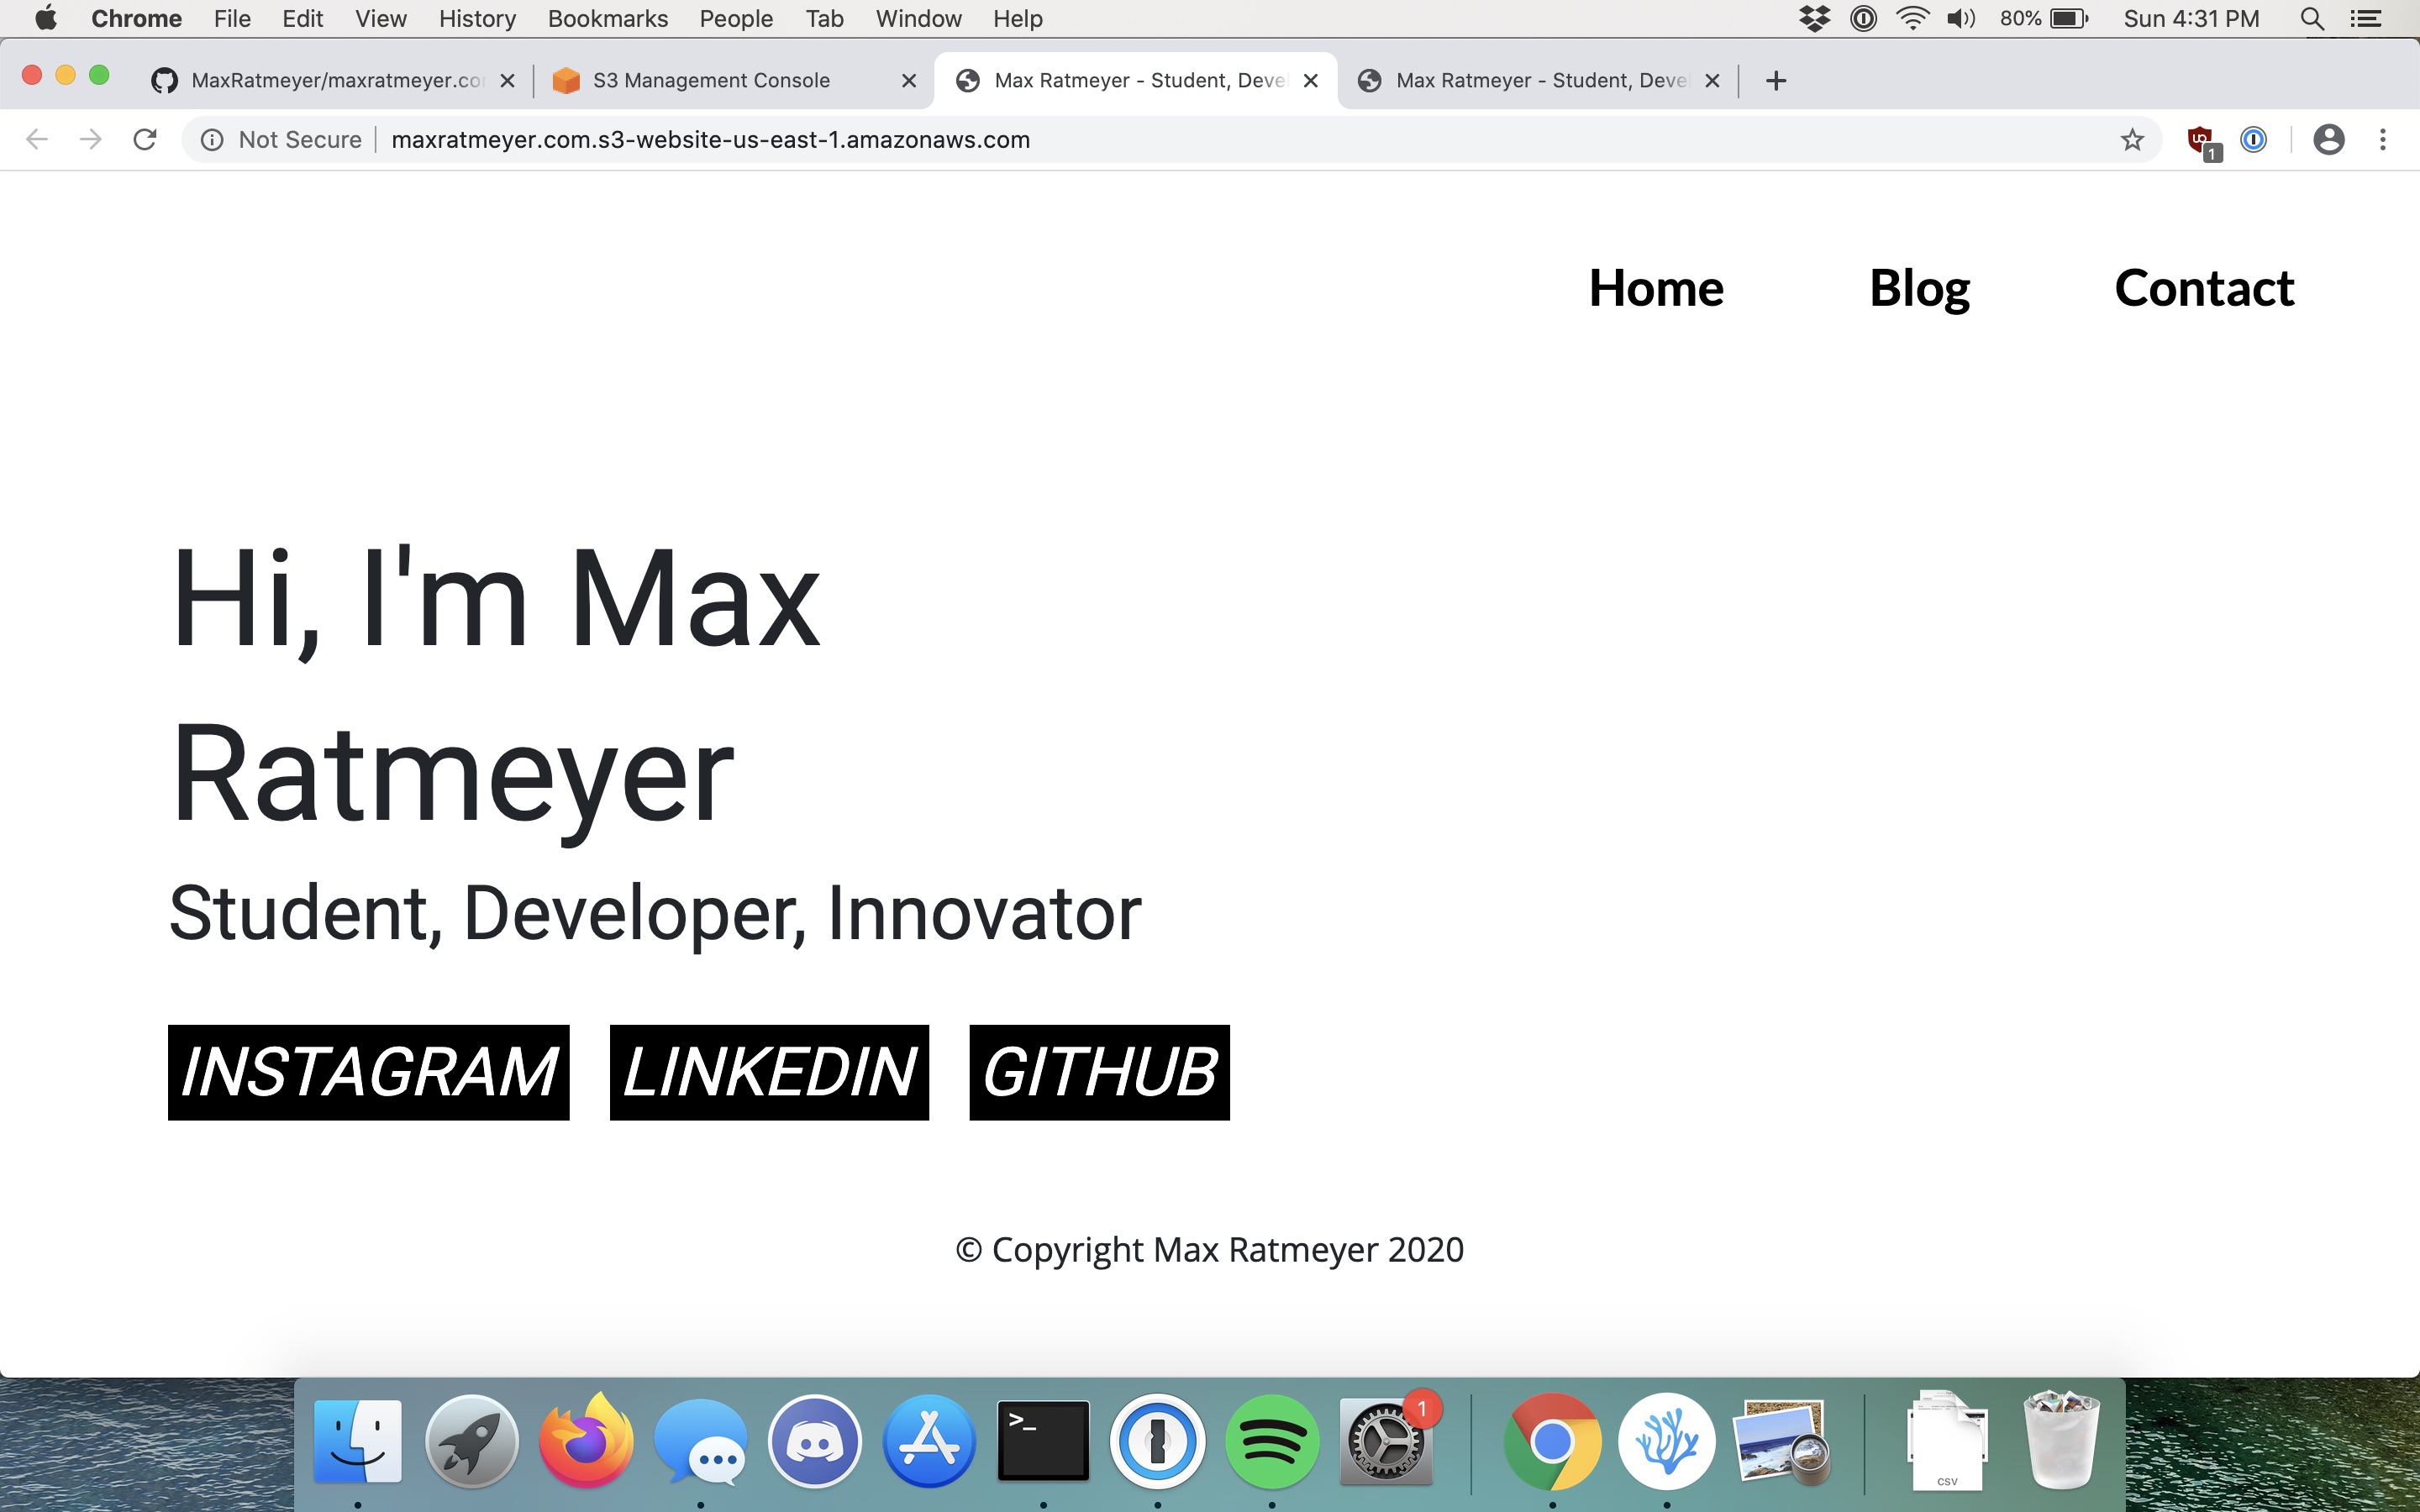 Chrome File Edit View History Bookmarks People Tab Window Help 80% Sun 4:31 PM
MaxRatmeyer/maxratmeyer.co S3 Management Console Max Ratmeyer - Student, Deve Max Ratmeyer - Student, Deve
Not Secure maxratmeyer.com.s3-website-us-east-1.amazonaws.com 1
Home Blog Contact
Hi, I'm Max
Ratmeyer
Student, Developer, Innovator
INSTAGRAM LINKEDIN GITHUB
© Copyright Max Ratmeyer 2020
>_ 1
CSV